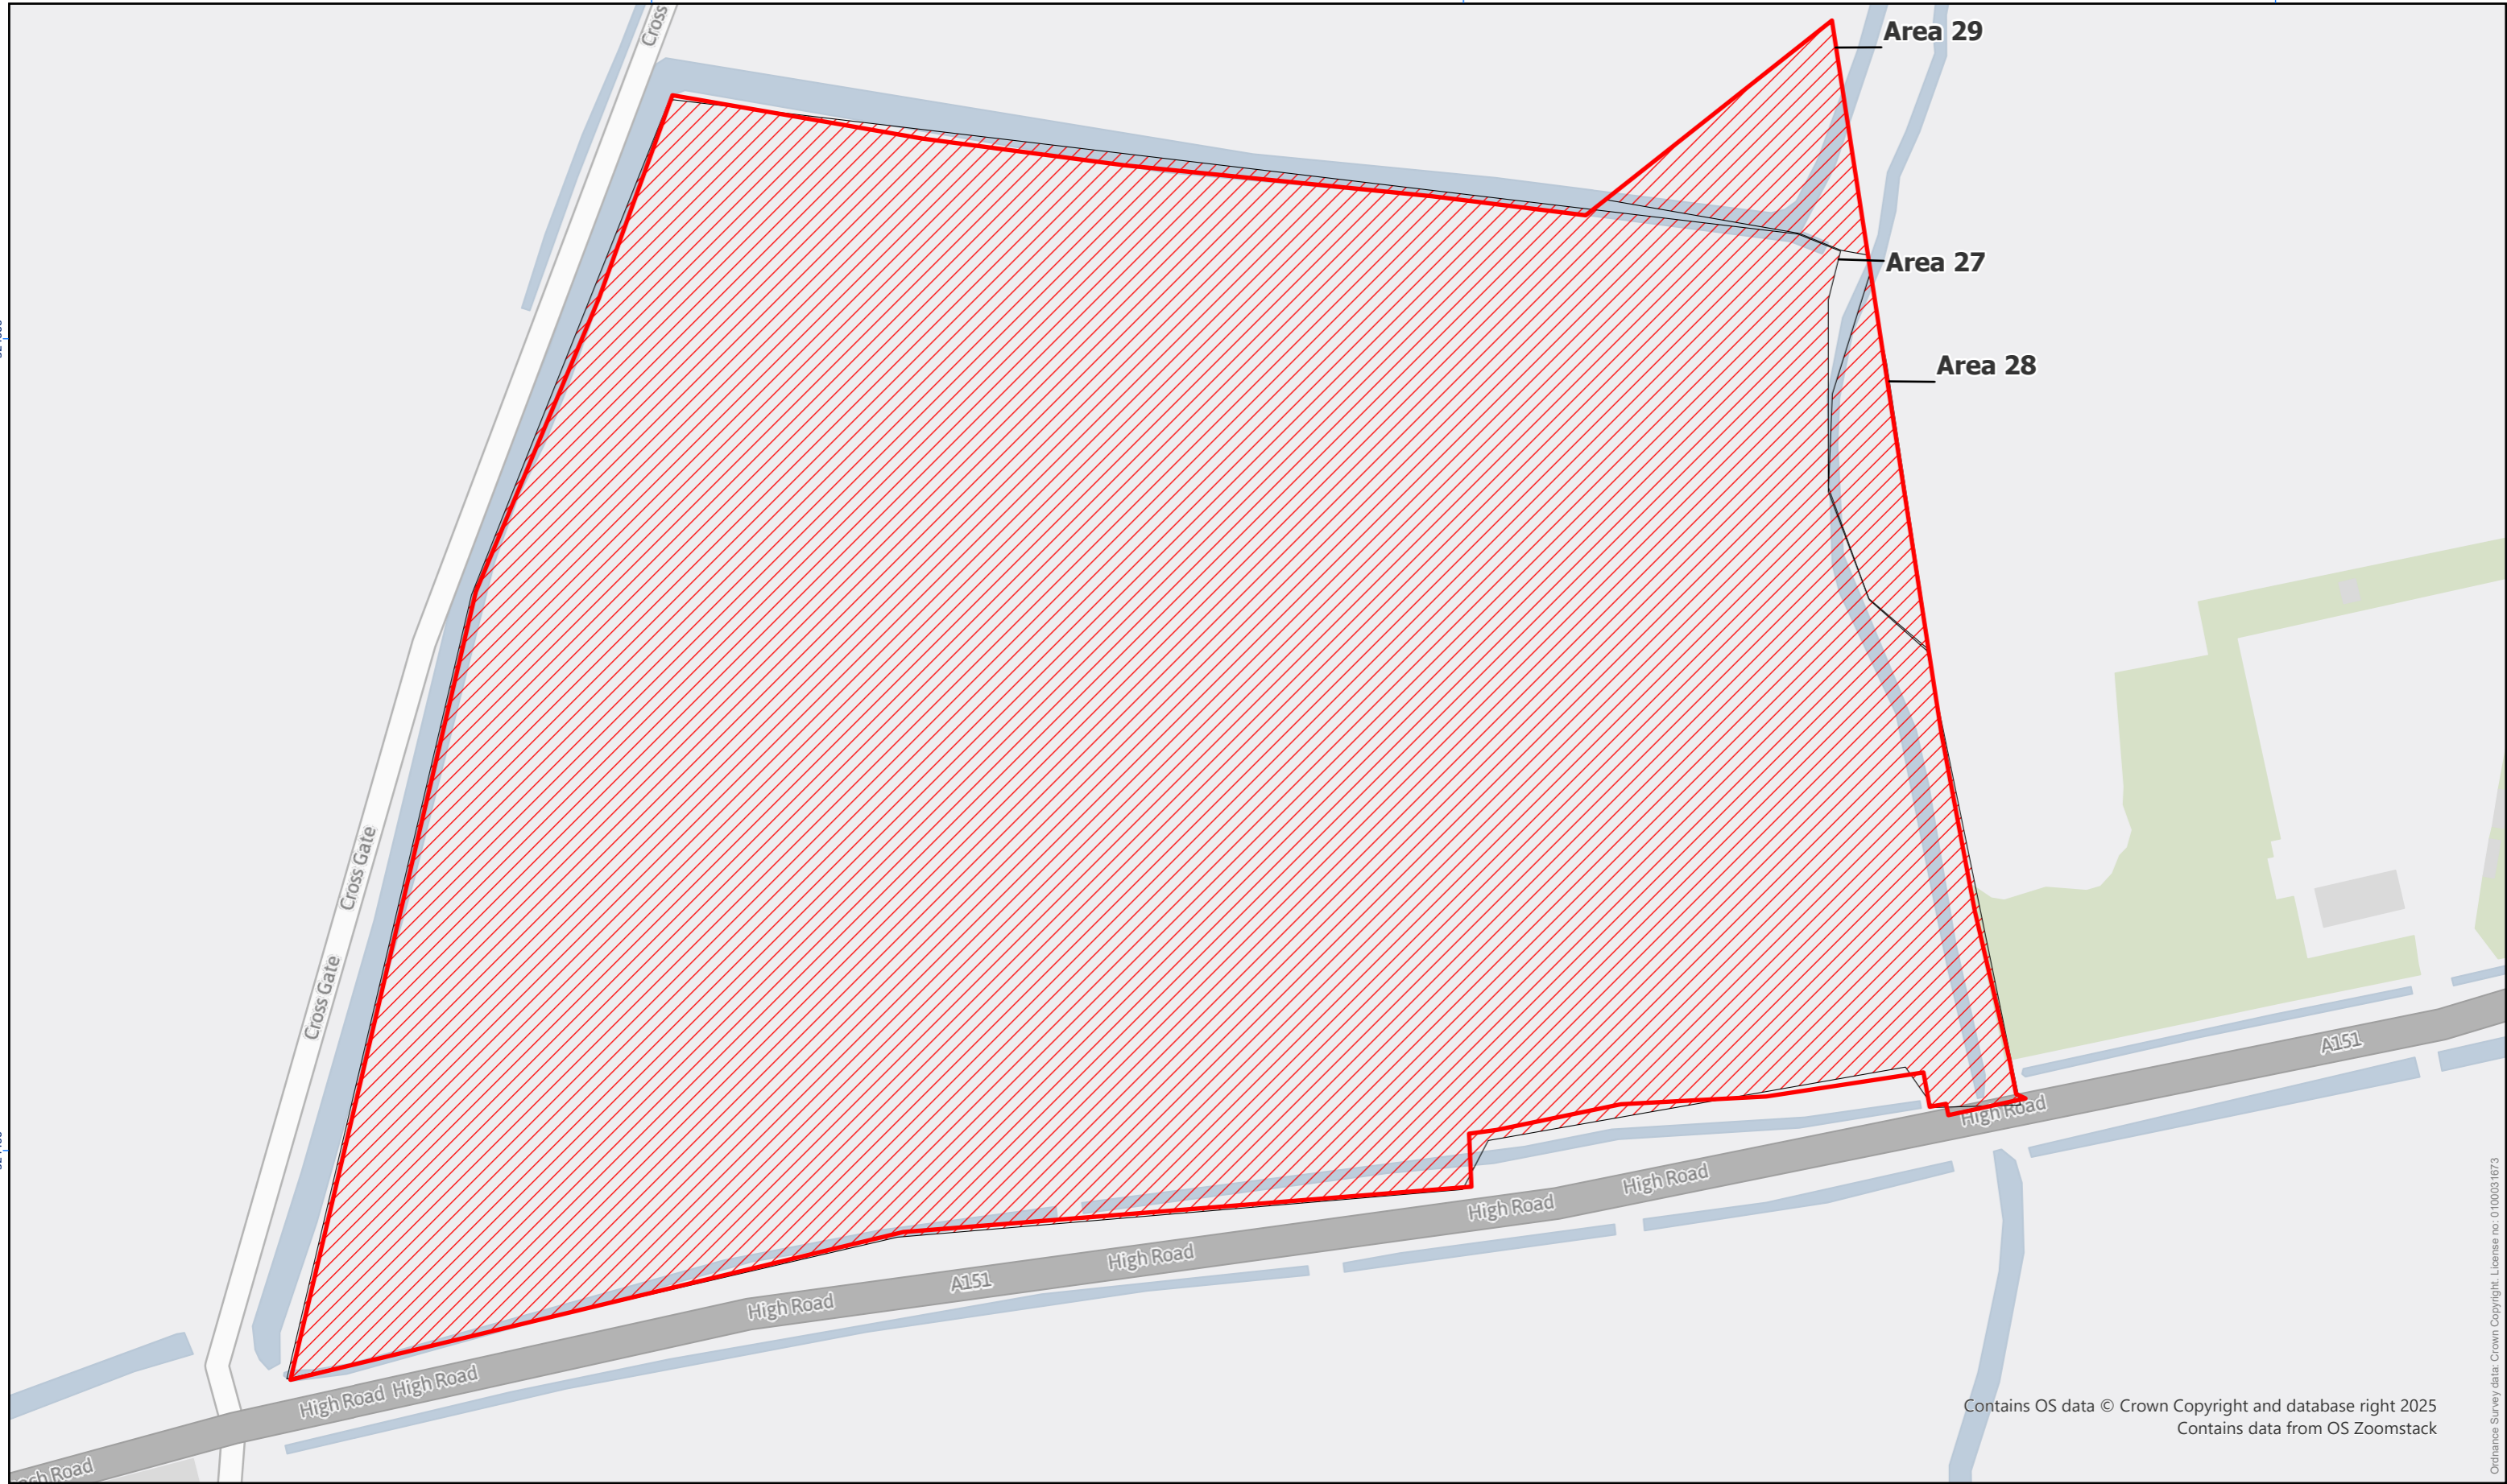 Cross
Area 29
Area 27
Area 28
Cross Gate
Cross Gate
A151
High Road
High Road
High Road
High Road
A151
High Road
High Road
High Road
Road
Contains OS data © Crown Copyright and database right 2025
Contains data from OS Zoomstack
Ordnance Survey data: Crown Copyright. License no: 0100031673